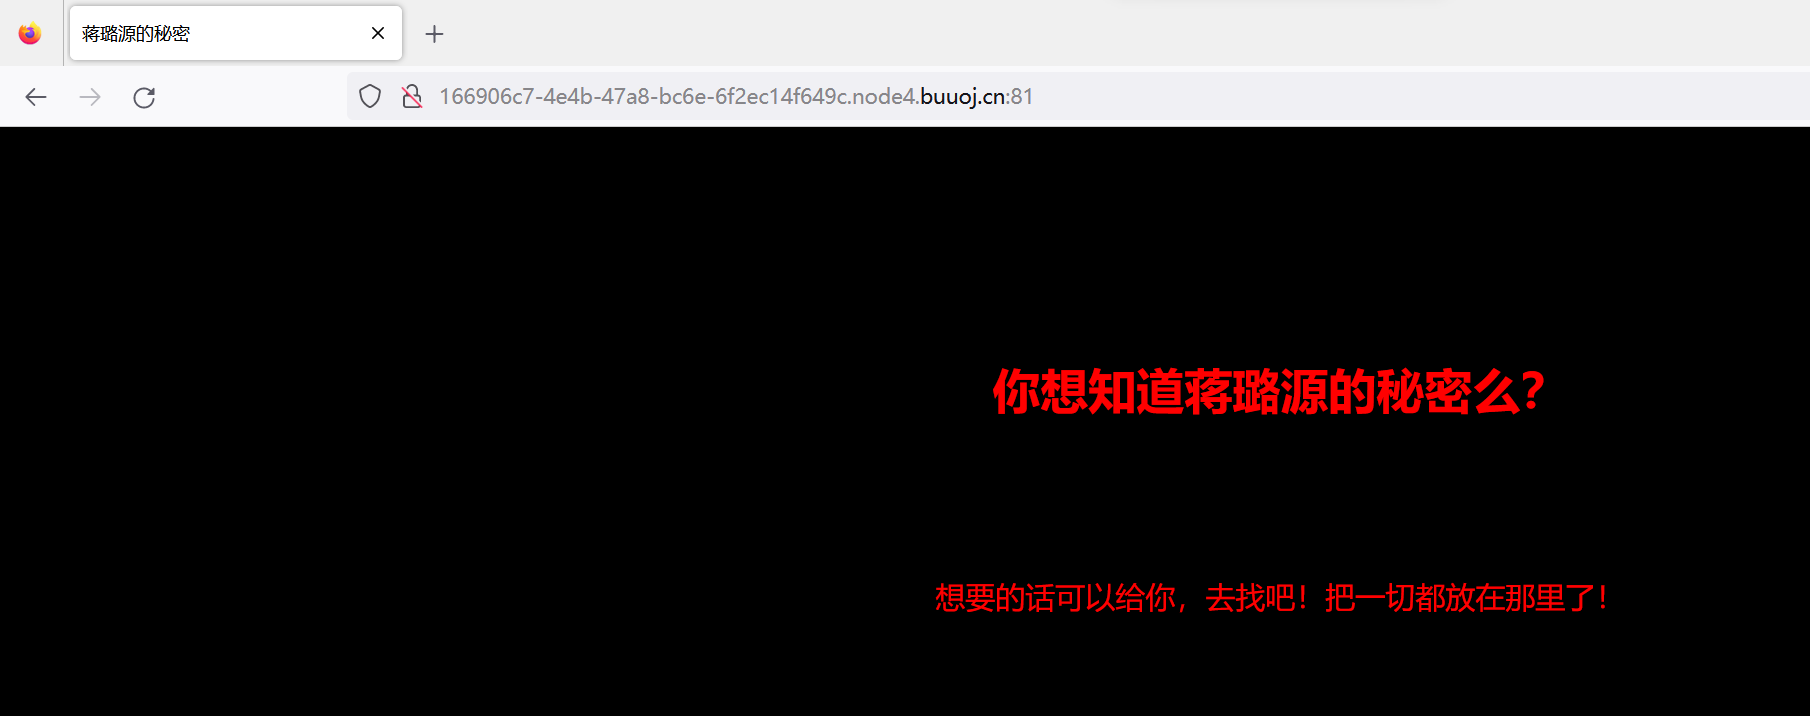 蒋璐源的秘密
166906c7-4e4b-47a8-bc6e-6f2ec14f649c.node4.buuoj.cn:81
你想知道蒋璐源的秘密么？
想要的话可以给你，去找吧！把一切都放在那里了！